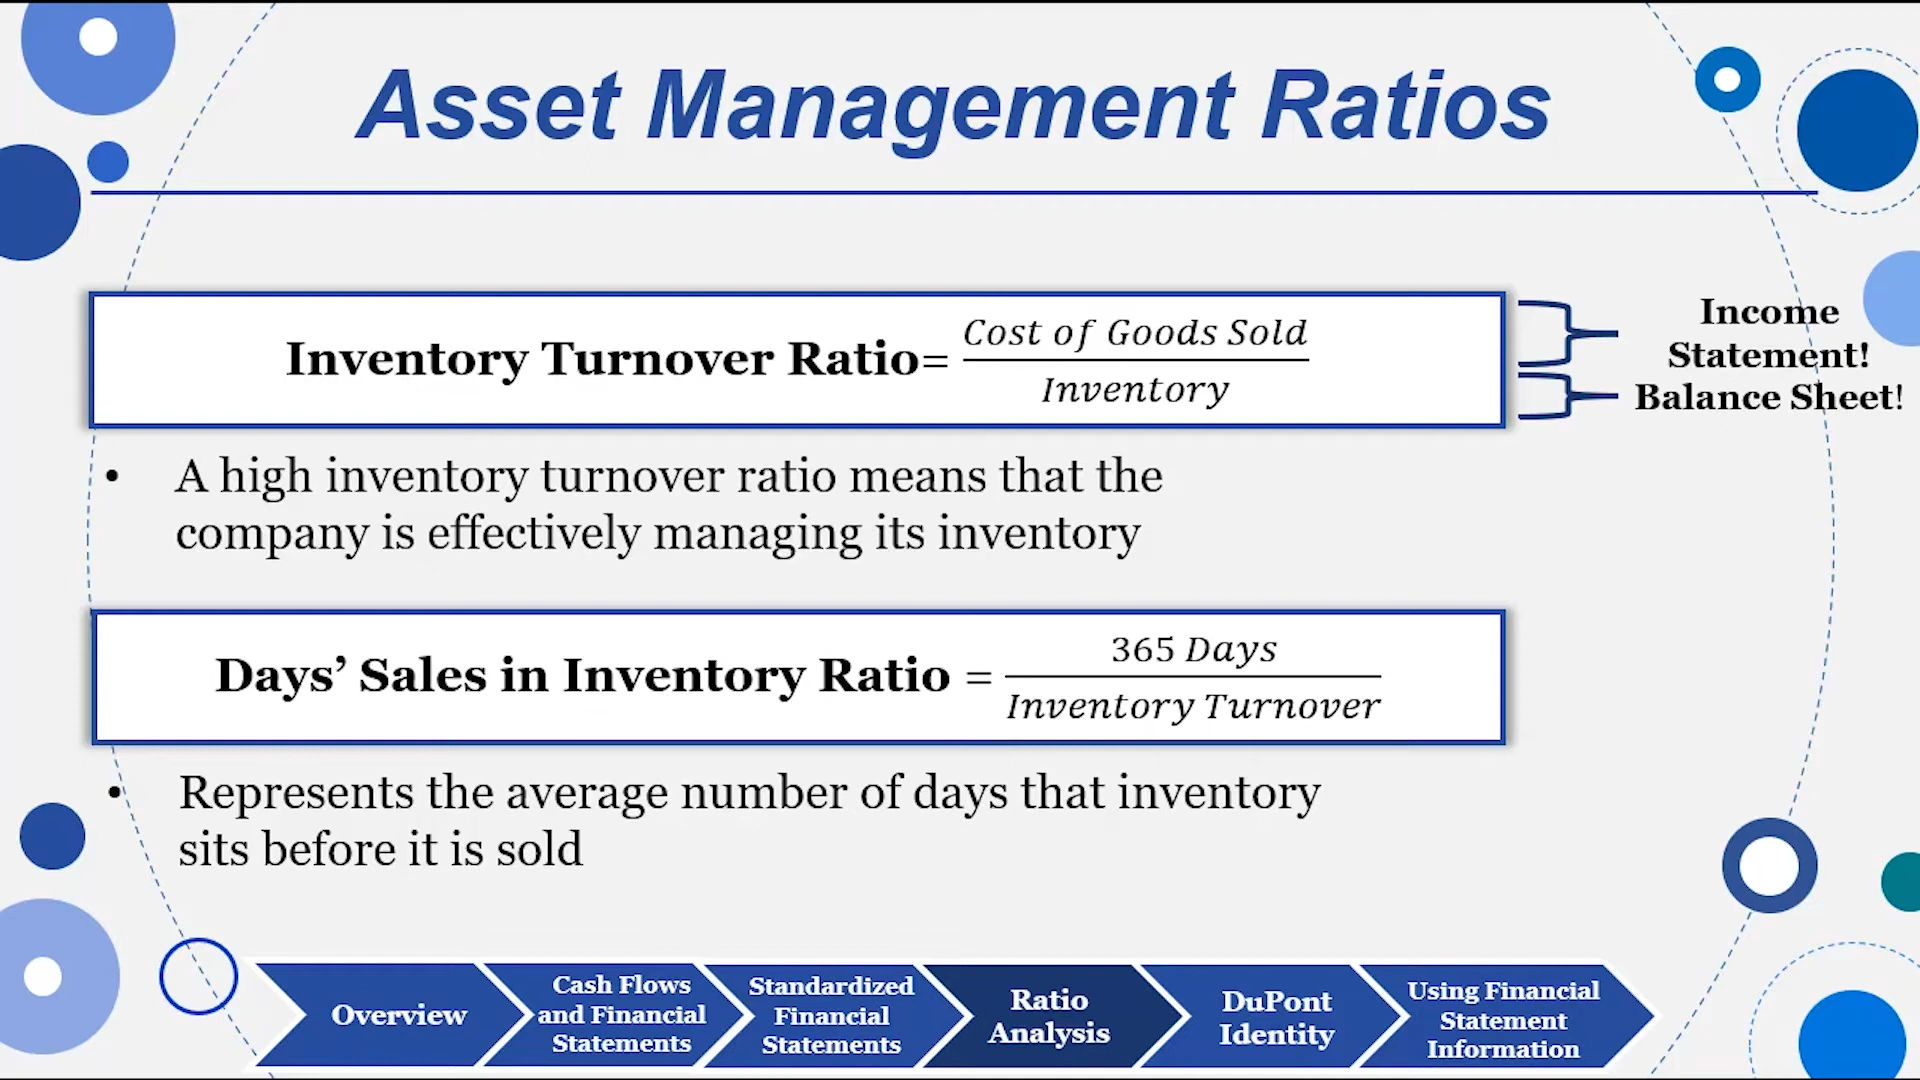 Asset Management Ratios
Inventory Turnover Ratio= Cost of Goods Sold
Inventory
Income
Statement!
Balance Sheet!
• A high inventory turnover ratio means that the
company is effectively managing its inventory
Days’ Sales in Inventory Ratio = 365 Days
Inventory Turnover
• Represents the average number of days that inventory
sits before it is sold
Overview
Cash Flows
and Financial
Statements
Standardized
Financial
Statements
Ratio
Analysis
DuPont
Identity
Using Financial
Statement
Information